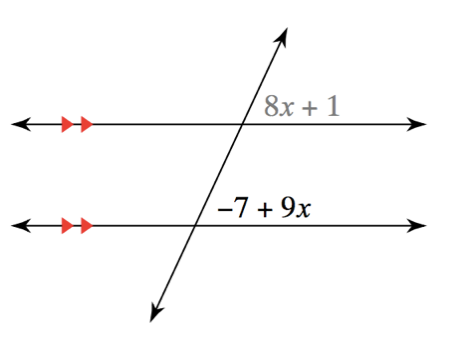 8x + 1
−7 + 9x